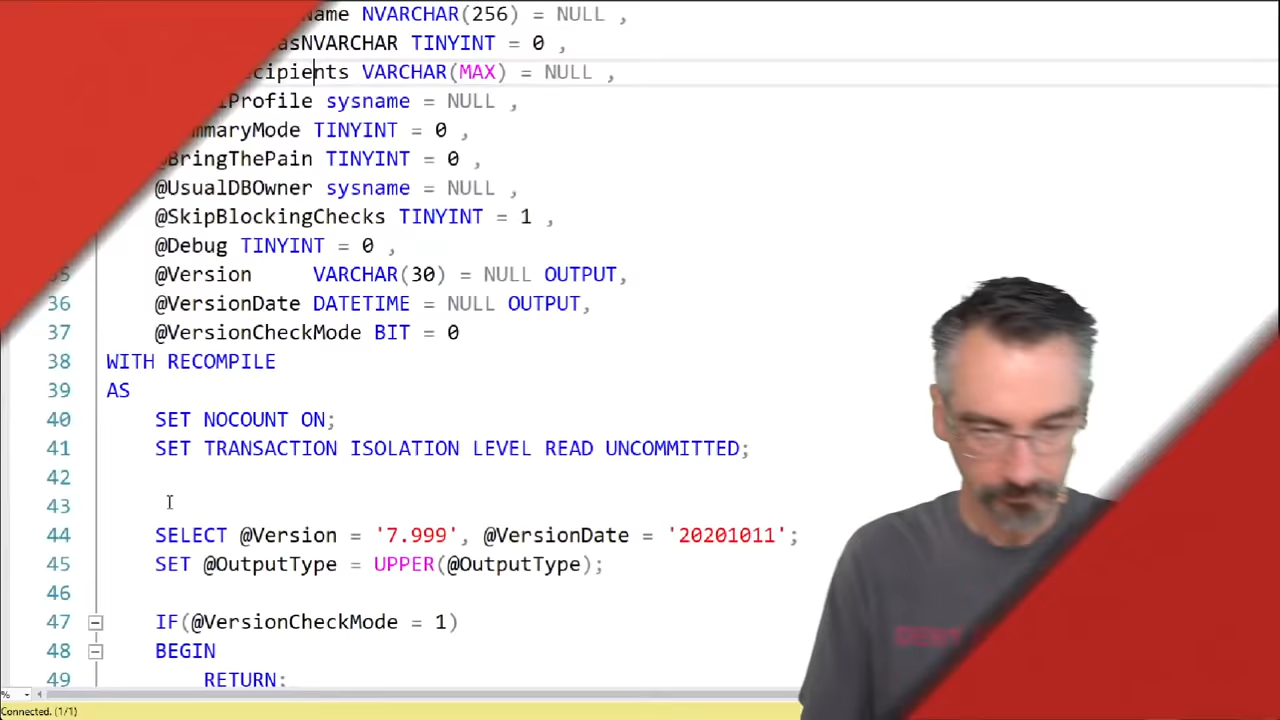 Name NVARCHAR(256) = NULL ,
asNVARCHAR TINYINT = 0 ,
cipients VARCHAR(MAX) = NULL ,
lProfile sysname = NULL ,
mmaryMode TINYINT = 0 ,
@BringThePain TINYINT = 0 ,
@UsualDBOwner sysname = NULL ,
@SkipBlockingChecks TINYINT = 1 ,
@Debug TINYINT = 0 ,
35 @Version VARCHAR(30) = NULL OUTPUT,
36 @VersionDate DATETIME = NULL OUTPUT,
37 @VersionCheckMode BIT = 0
38 WITH RECOMPILE
39 AS
40 SET NOCOUNT ON;
41 SET TRANSACTION ISOLATION LEVEL READ UNCOMMITTED;
42
43
44 SELECT @Version = '7.999', @VersionDate = '20201011';
45 SET @OutputType = UPPER(@OutputType);
46
47 IF(@VersionCheckMode = 1)
48 BEGIN
49 RETURN;
%
Connected. (1/1)